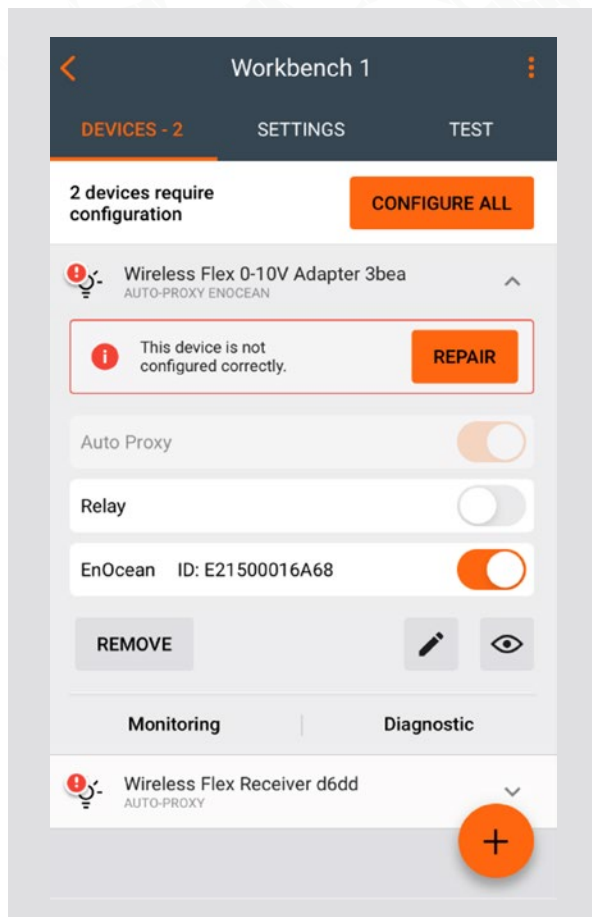 Workbench 1
DEVICES - 2 SETTINGS TEST
2 devices require
configuration
CONFIGURE ALL
Wireless Flex 0-10V Adapter 3bea
AUTO-PROXY ENOCEAN
This device is not
configured correctly.
REPAIR
Auto Proxy
Relay
EnOcean ID: E21500016A68
REMOVE
Monitoring Diagnostic
Wireless Flex Receiver d6dd
AUTO-PROXY